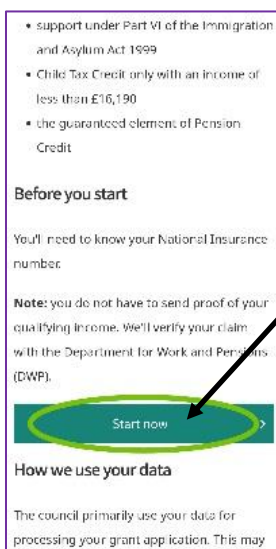 • support under Part VI of the Immigration
and Asylum Act 1999
• Child Tax Credit only with an income of
less than £16,190
• the guaranteed element of Pension
Credit
Before you start
You'll need to know your National Insurance
number.
Note: you do not have to send proof of your
qualifying income. We'll verify your claim
with the Department for Work and Pensions
(DWP).
Start now
How we use your data
The council primarily use your data for
processing your grant application. This may